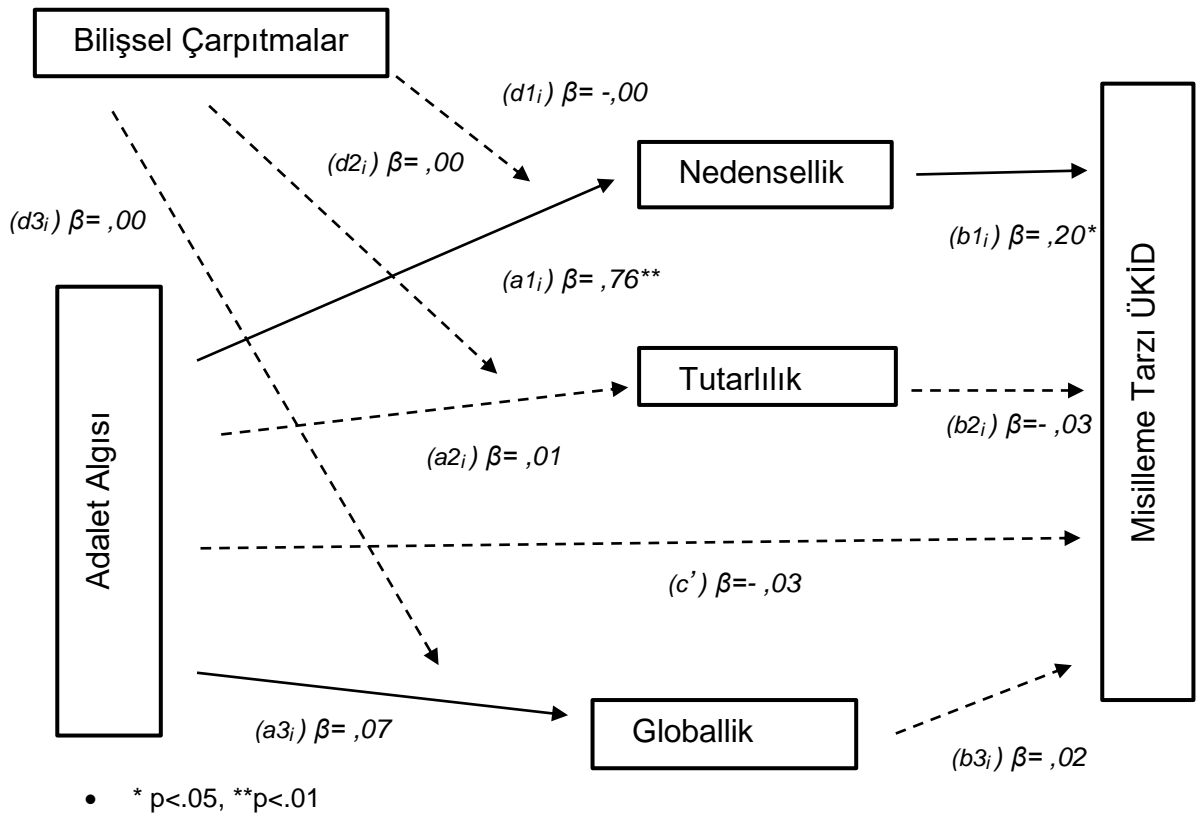 Bilişsel Çarpıtmalar
(d1i) β= -,00
(d2i) β= ,00
Nedensellik
(d3i) β= ,00
(b1i) β= ,20*
(a1i) β= ,76**
Adalet Algısı
Misilleme Tarzı ÜKİD
Tutarlılık
(b2i) β=- ,03
(a2i) β= ,01
(c’) β=- ,03
(a3i) β= ,07
Globallik
(b3i) β= ,02
• * p<.05, **p<.01